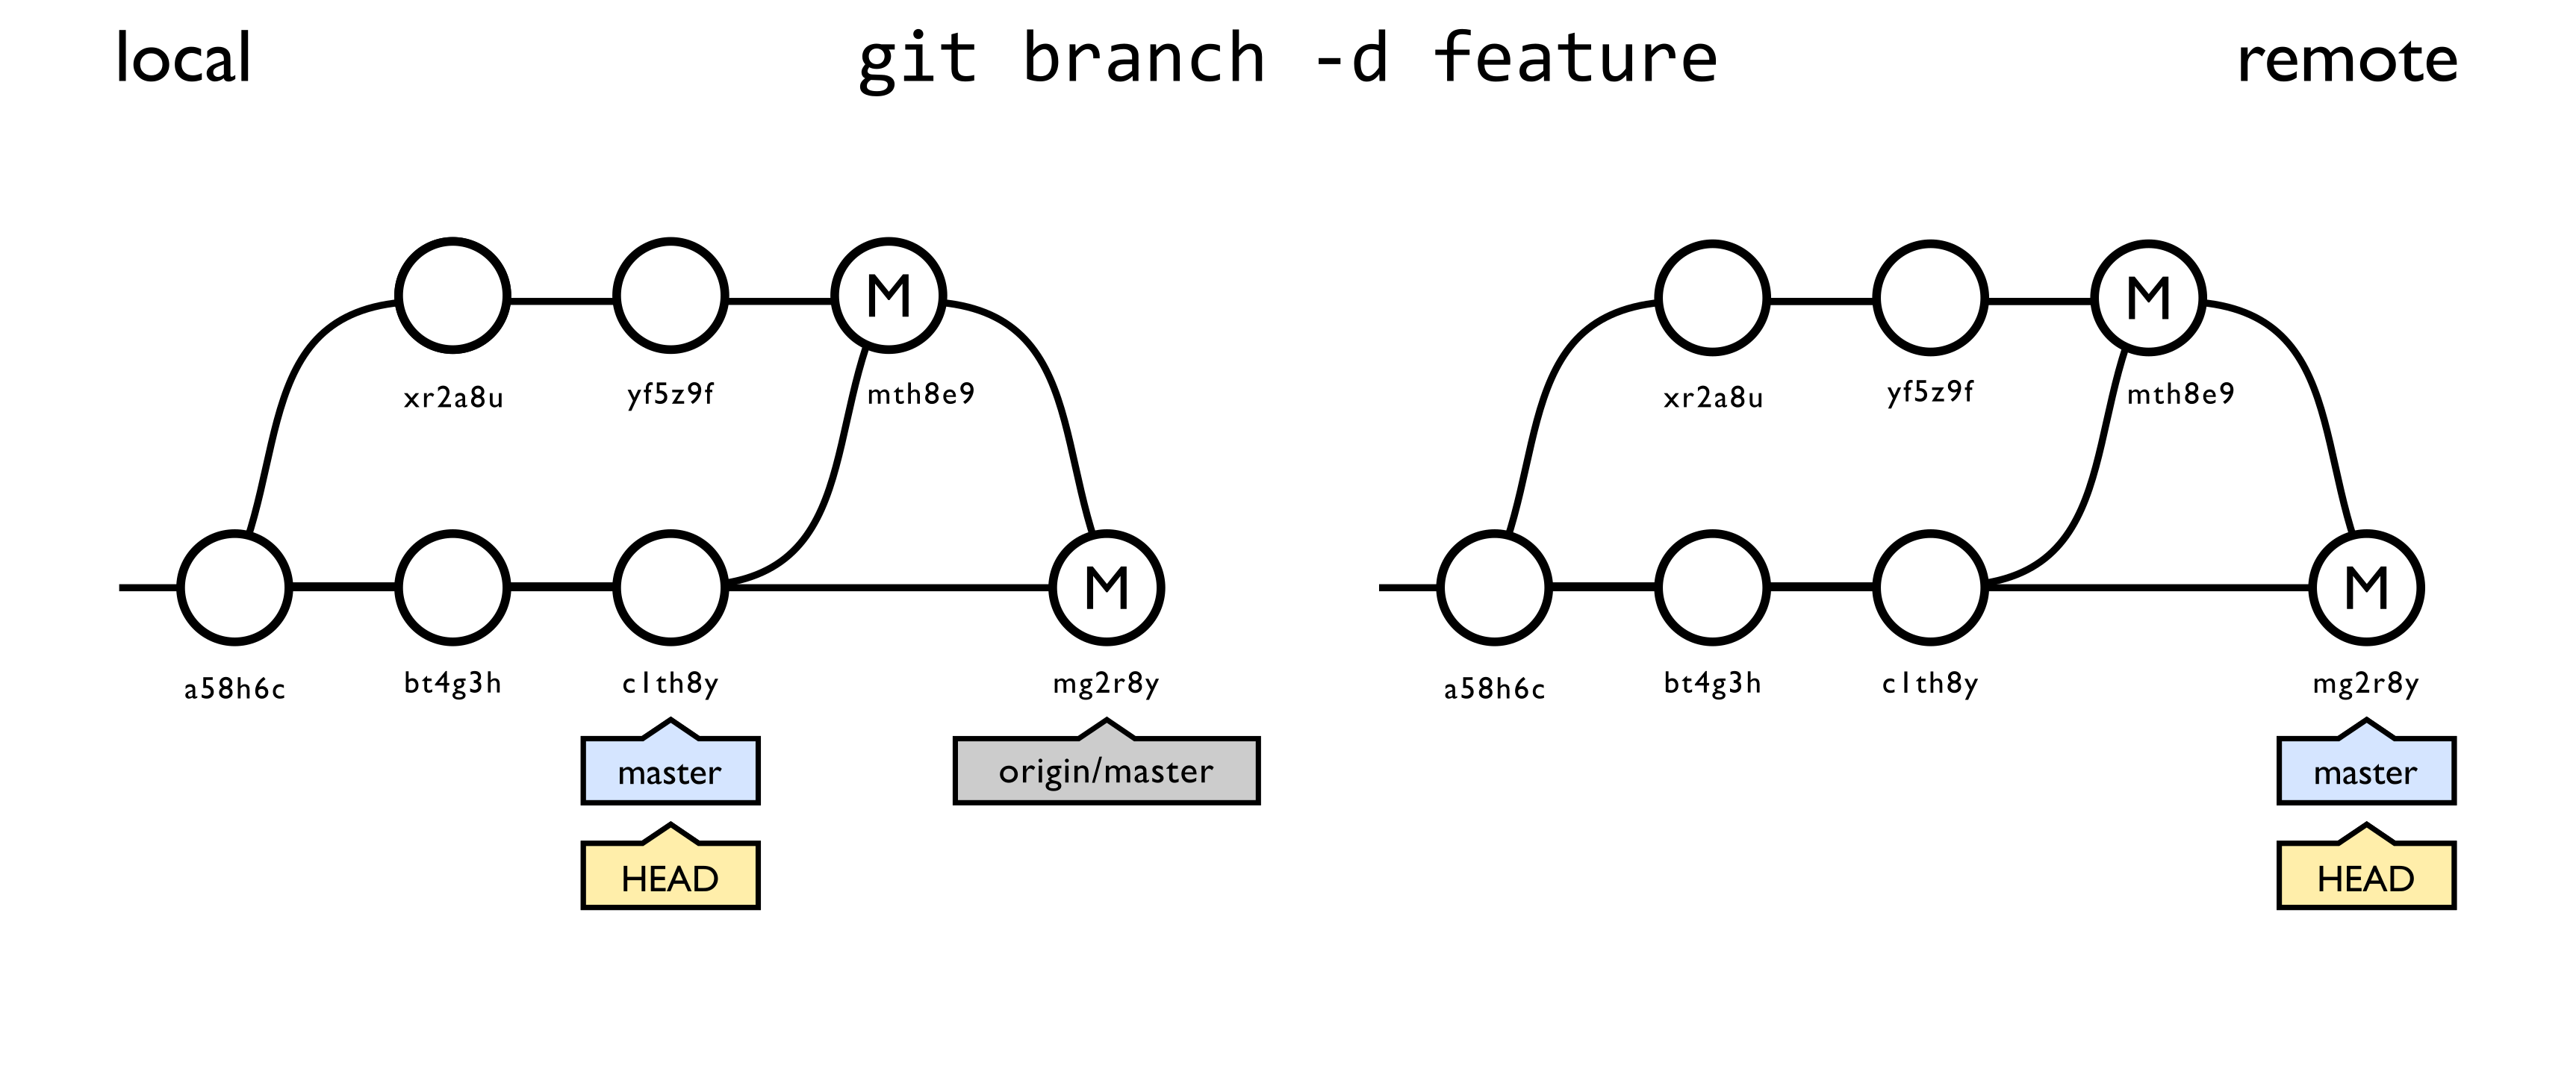 local
git branch -d feature
remote
M
xr2a8u
yf5z9f
mth8e9
M
a58h6c
bt4g3h
c1th8y
mg2r8y
master
origin/master
HEAD
M
xr2a8u
yf5z9f
mth8e9
M
a58h6c
bt4g3h
c1th8y
mg2r8y
master
HEAD